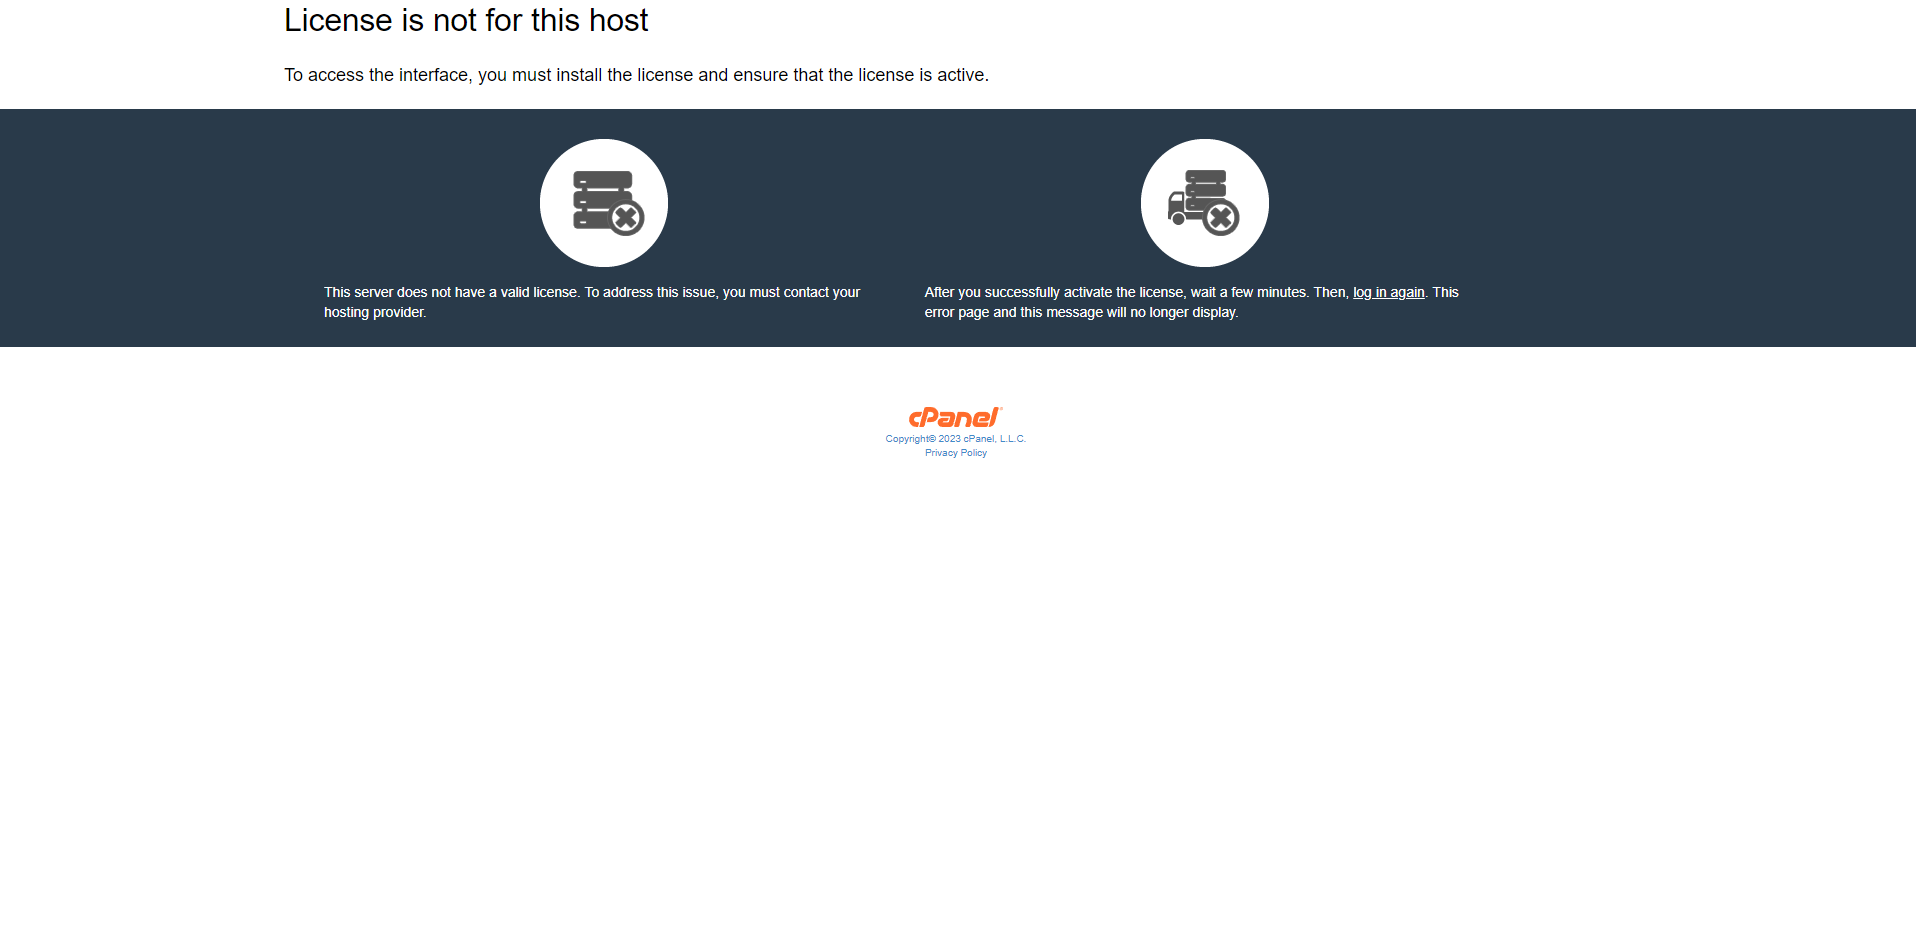 License is not for this host
To access the interface, you must install the license and ensure that the license is active.
This server does not have a valid license. To address this issue, you must contact your
hosting provider.
After you successfully activate the license, wait a few minutes. Then, log in again. This
error page and this message will no longer display.
cPanel®
Copyright© 2023 cPanel, L.L.C.
Privacy Policy